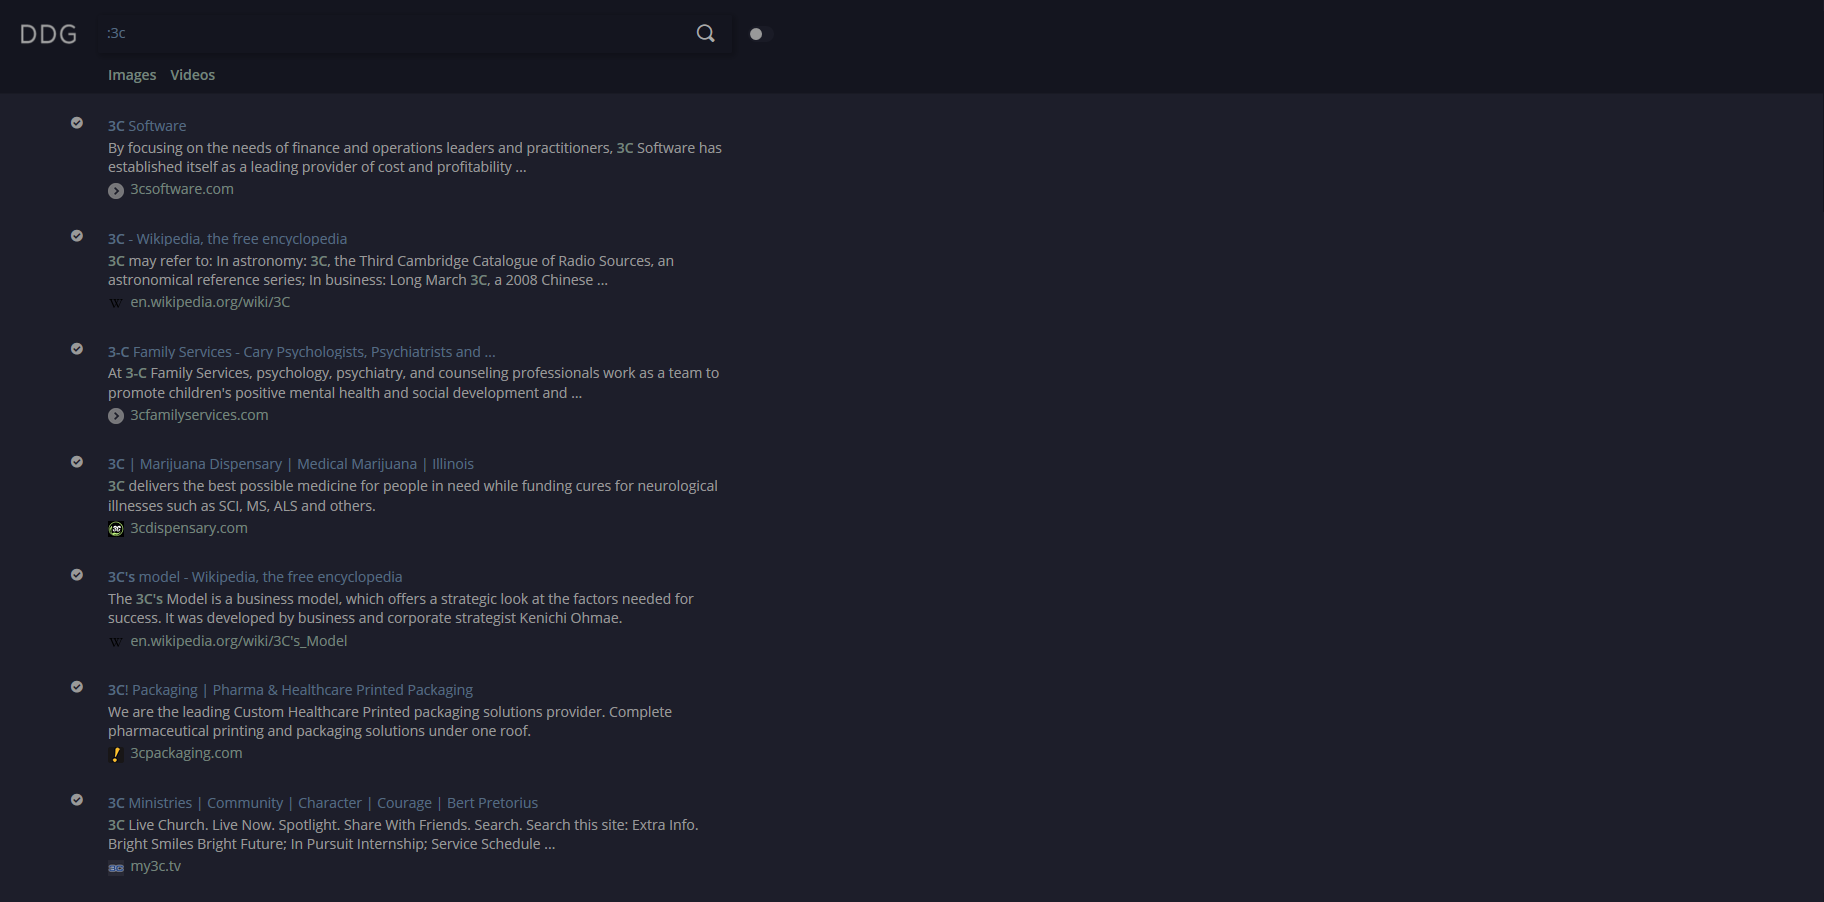 DDG
:3c
Images Videos
3C Software
By focusing on the needs of finance and operations leaders and practitioners, 3C Software has
established itself as a leading provider of cost and profitability ...
3csoftware.com
3C - Wikipedia, the free encyclopedia
3C may refer to: In astronomy: 3C, the Third Cambridge Catalogue of Radio Sources, an
astronomical reference series; In business: Long March 3C, a 2008 Chinese ...
W en.wikipedia.org/wiki/3C
3-C Family Services - Cary Psychologists, Psychiatrists and ...
At 3-C Family Services, psychology, psychiatry, and counseling professionals work as a team to
promote children's positive mental health and social development and ...
3cfamilyservices.com
3C | Marijuana Dispensary | Medical Marijuana | Illinois
3C delivers the best possible medicine for people in need while funding cures for neurological
illnesses such as SCI, MS, ALS and others.
3C 3cdispensary.com
3C's model - Wikipedia, the free encyclopedia
The 3C's Model is a business model, which offers a strategic look at the factors needed for
success. It was developed by business and corporate strategist Kenichi Ohmae.
W en.wikipedia.org/wiki/3C's_Model
3C! Packaging | Pharma & Healthcare Printed Packaging
We are the leading Custom Healthcare Printed packaging solutions provider. Complete
pharmaceutical printing and packaging solutions under one roof.
! 3cpackaging.com
3C Ministries | Community | Character | Courage | Bert Pretorius
3C Live Church. Live Now. Spotlight. Share With Friends. Search. Search this site: Extra Info.
Bright Smiles Bright Future; In Pursuit Internship; Service Schedule ...
my3c.tv